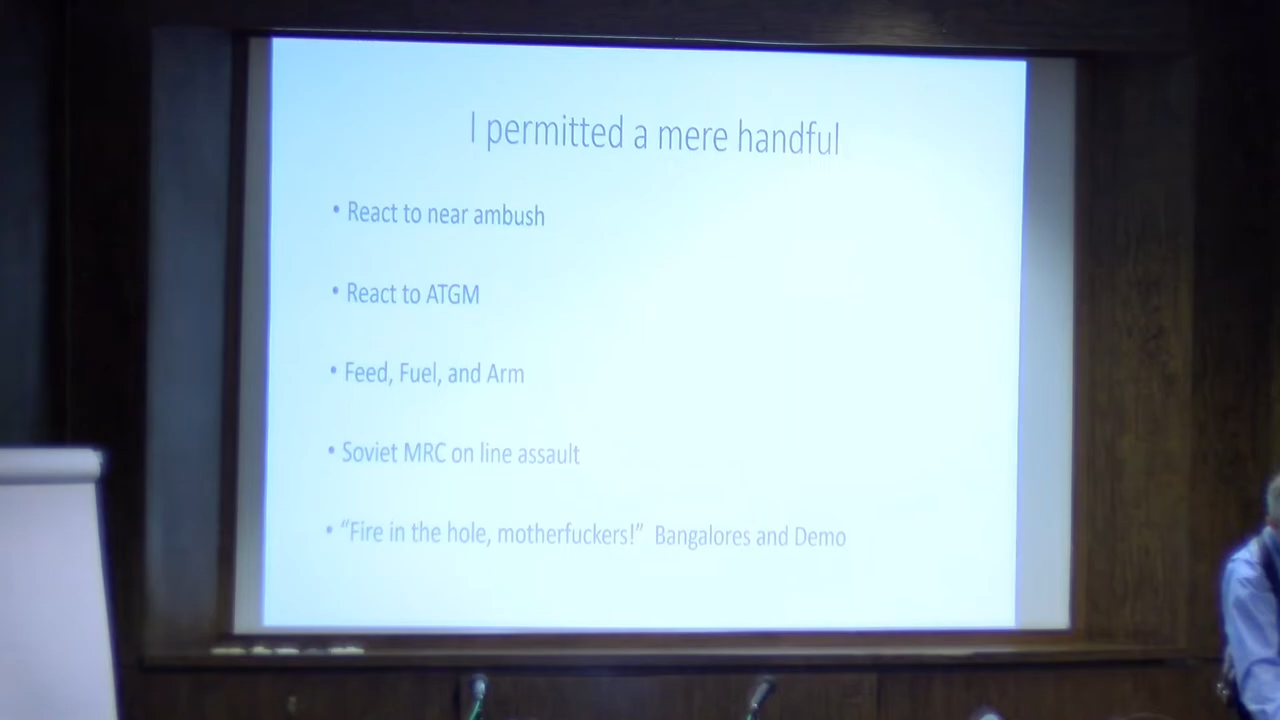 I permitted a mere handful
• React to near ambush
• React to ATGM
• Feed, Fuel, and Arm
• Soviet MRC on line assault
• “Fire in the hole, motherfuckers!”  Bangalores and Demo